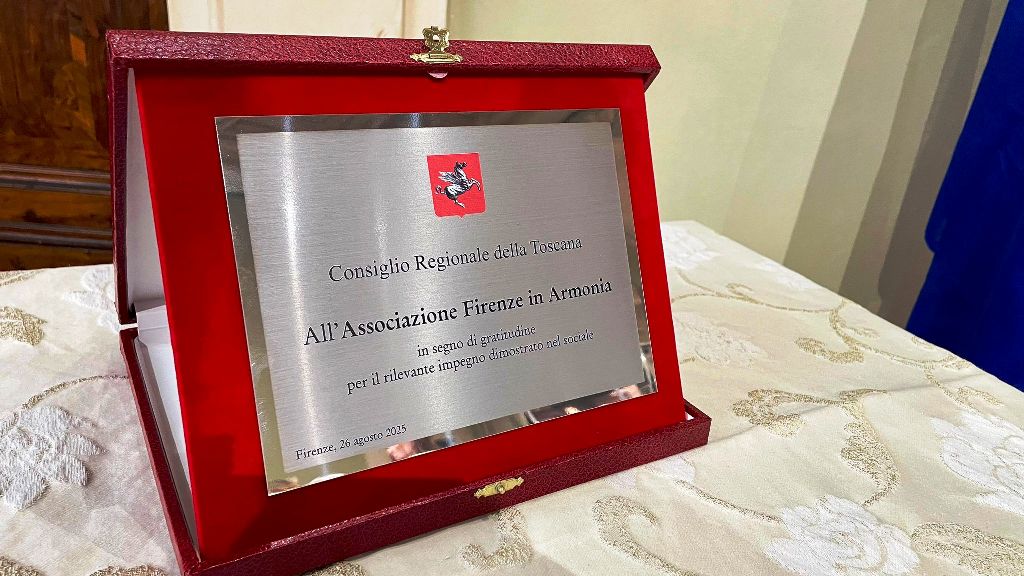 Consiglio Regionale della Toscana
All'Associazione Firenze in Armonia
in segno di gratitudine
per il rilevante impegno dimostrato nel sociale
Firenze, 26 agosto 2025